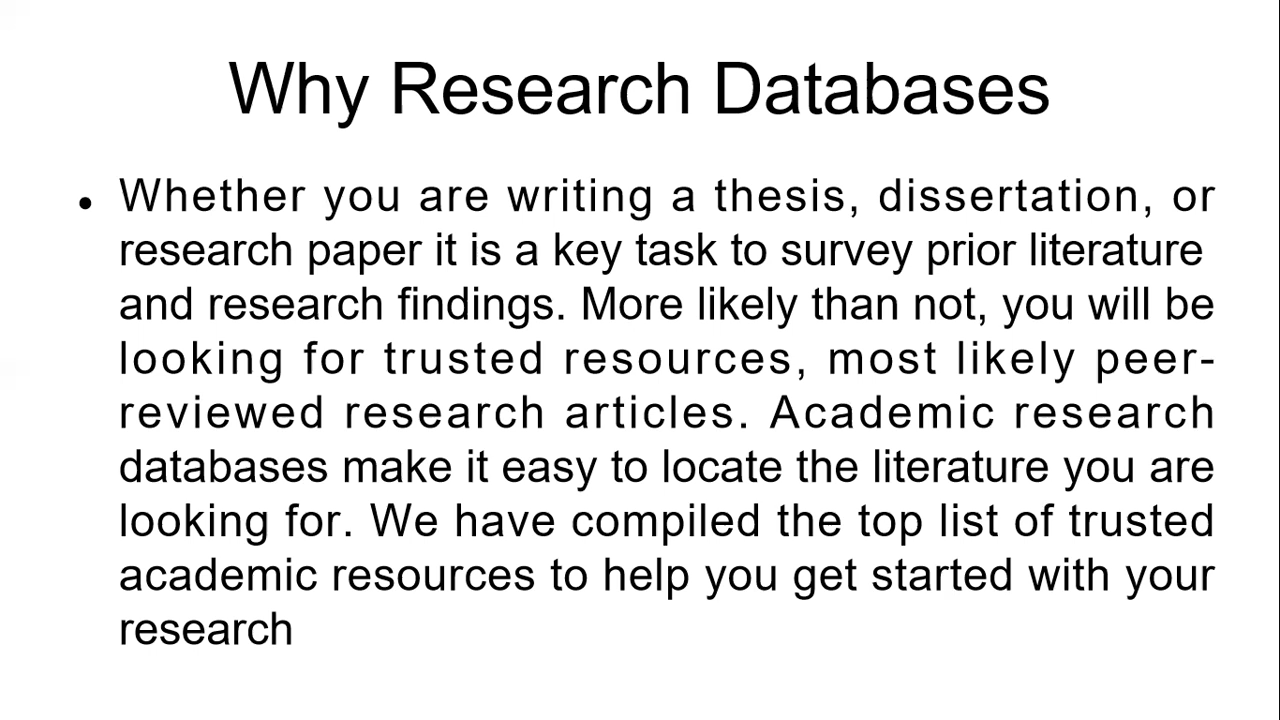 Why Research Databases
• Whether you are writing a thesis, dissertation, or
research paper it is a key task to survey prior literature
and research findings. More likely than not, you will be
looking for trusted resources, most likely peer-
reviewed research articles. Academic research
databases make it easy to locate the literature you are
looking for. We have compiled the top list of trusted
academic resources to help you get started with your
research